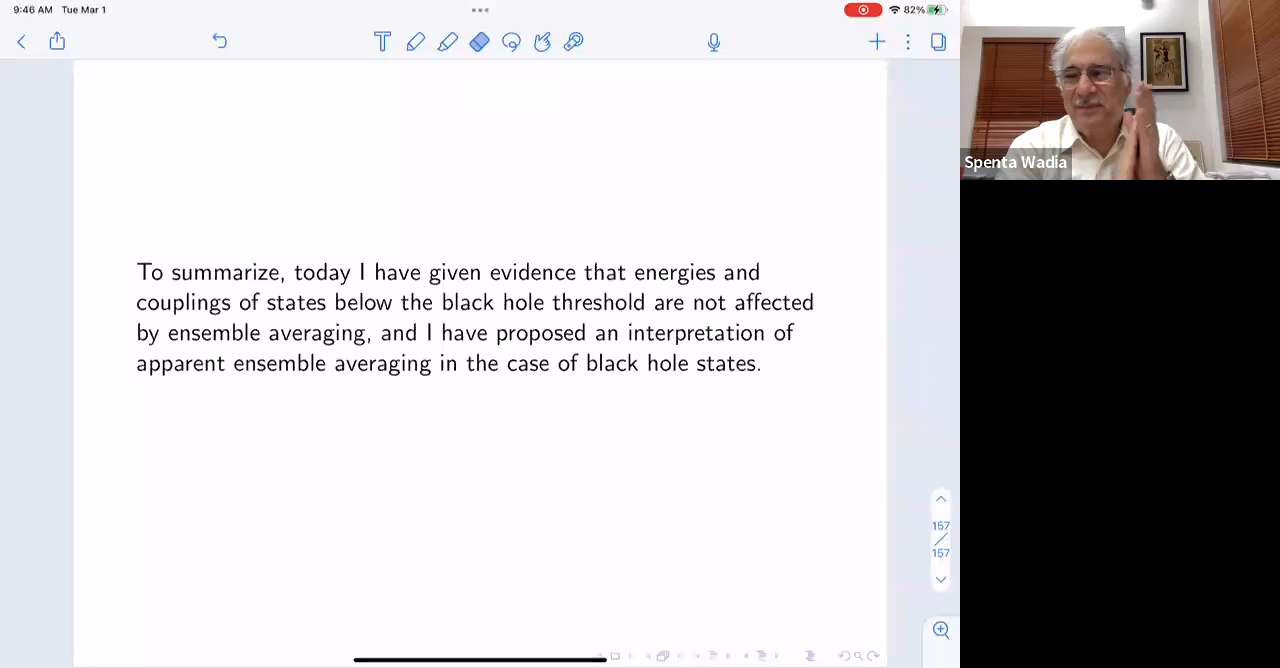 9:46 AM Tue Mar 1
82%
To summarize, today I have given evidence that energies and
couplings of states below the black hole threshold are not affected
by ensemble averaging, and I have proposed an interpretation of
apparent ensemble averaging in the case of black hole states.
157
157
Spenta Wadia